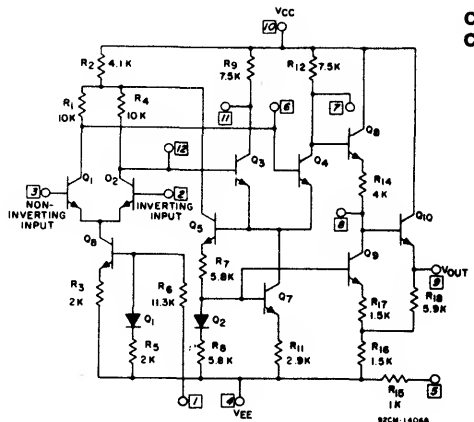 C
C
10 VCC
R2 4.1K
R9 7.5K
R12 7.5K
R1 10K
R4 10K
11
6
7
12
Q8
Q3
Q4
R14 4K
3
Q1
Q2
2
NON-INVERTING INPUT
INVERTING INPUT
Q5
8
Q10
Q6
R7 5.8K
Q9
VOUT
9
R3 2K
R6 11.3K
Q7
R17 1.5K
R18 5.9K
Q1
Q2
R5 2K
R8 5.8K
R11 2.9K
R16 1.5K
1
4
VEE
R15 1K
5
92CM-14066